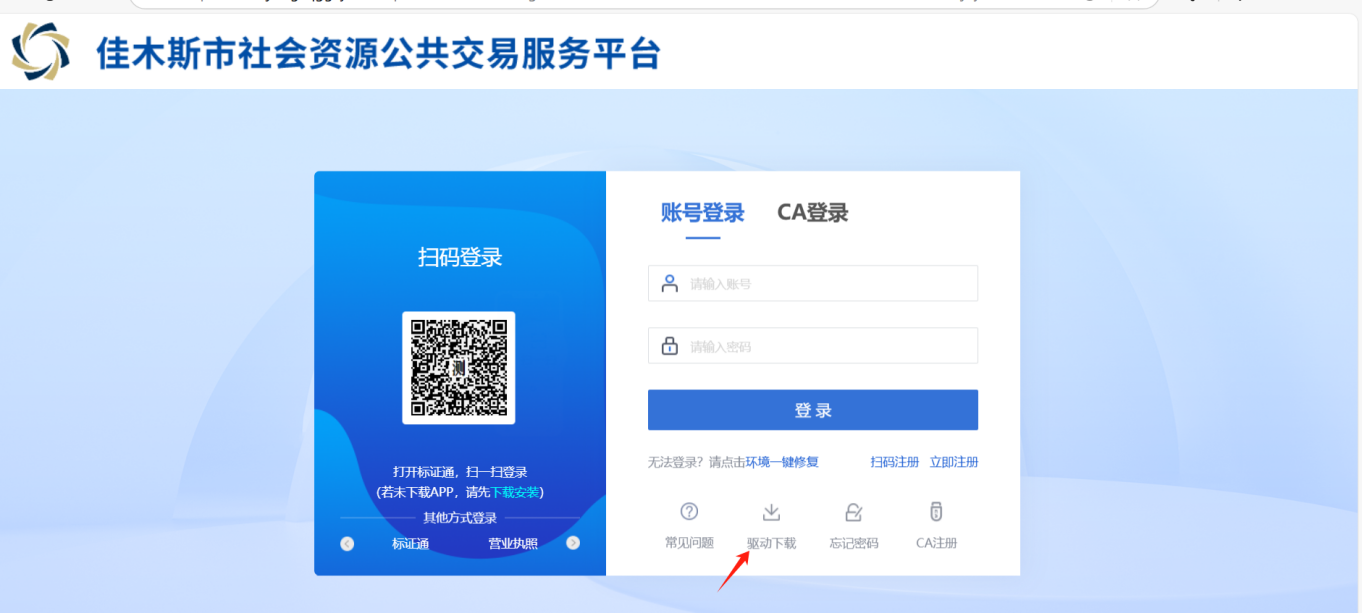 佳木斯市社会资源公共交易服务平台
扫码登录
测
打开标证通，扫一扫登录
(若未下载APP，请先下载安装)
其他方式登录
标证通 营业执照
账号登录 CA登录
请输入账号
请输入密码
登 录
无法登录？请点击环境一键修复 扫码注册 立即注册
常见问题 驱动下载 忘记密码 CA注册